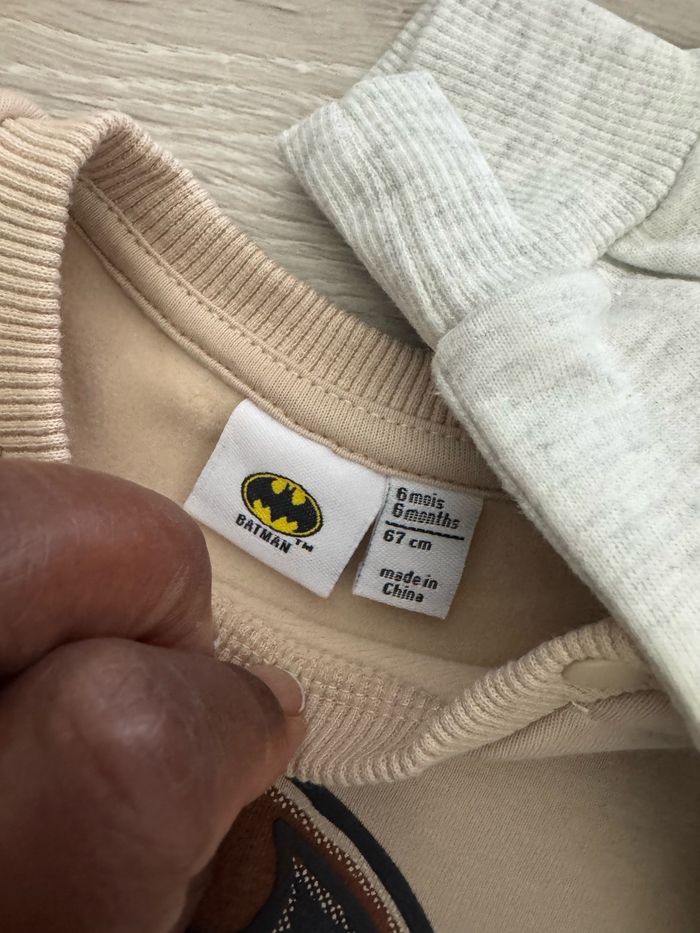 BATMAN™
6 mois
6 months
67 cm
made in
China